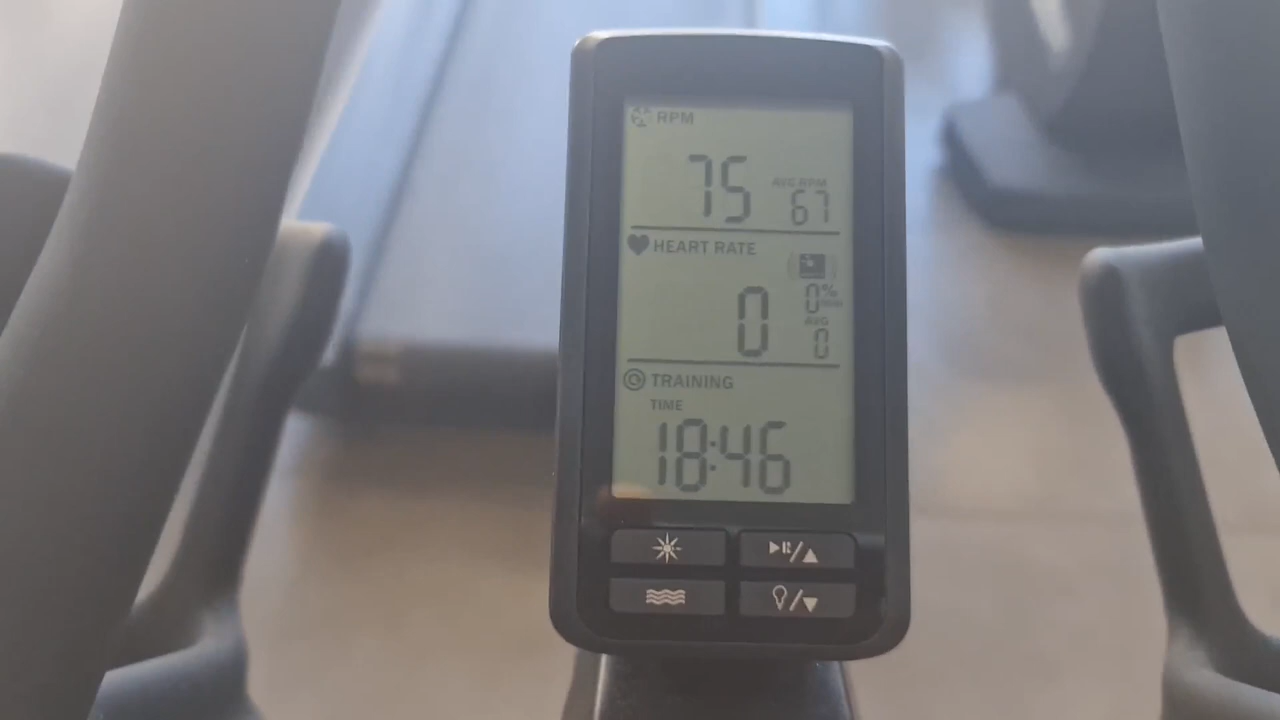 RPM
75
AVG RPM
67
HEART RATE
0
0%
AVG
0
TRAINING
TIME
18:46